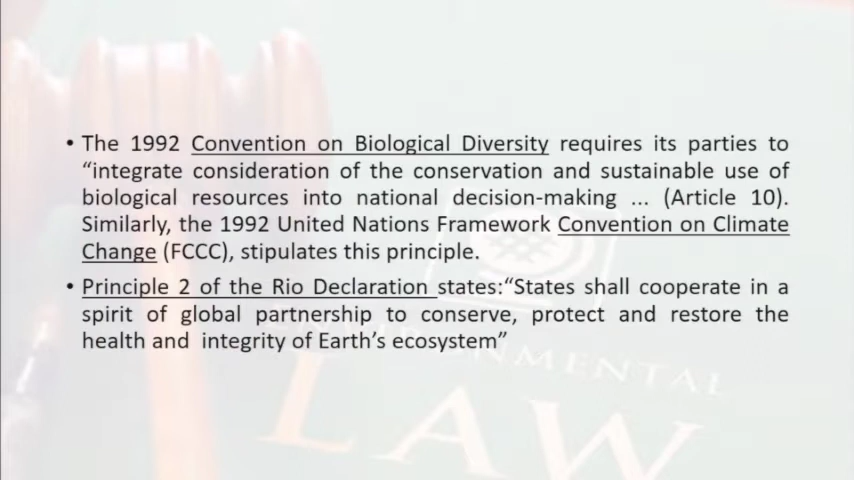 • The 1992 Convention on Biological Diversity requires its parties to
“integrate consideration of the conservation and sustainable use of
biological resources into national decision-making ... (Article 10).
Similarly, the 1992 United Nations Framework Convention on Climate
Change (FCCC), stipulates this principle.
• Principle 2 of the Rio Declaration states:“States shall cooperate in a
spirit of global partnership to conserve, protect and restore the
health and integrity of Earth’s ecosystem”
ENVIRONMENTAL
LAW